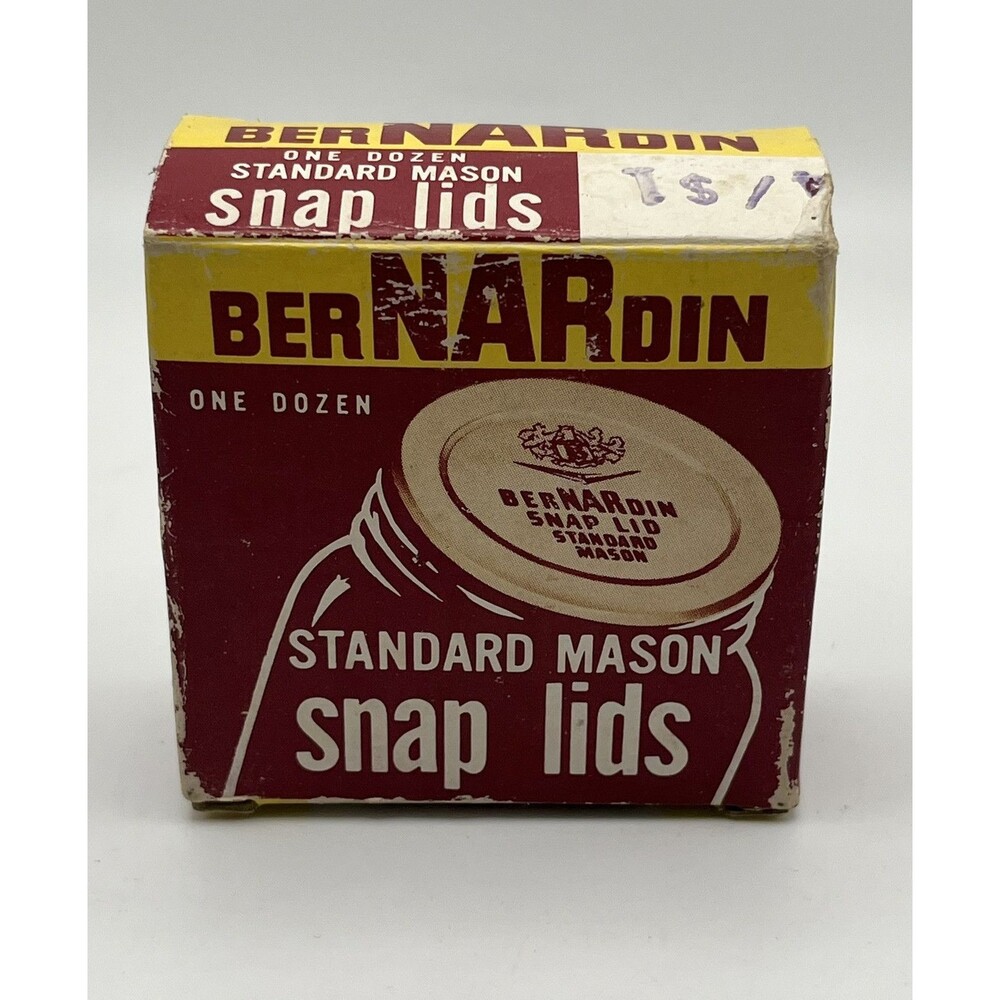 BERNARDIN
ONE DOZEN
STANDARD MASON
snap lids
BERNARDIN
ONE DOZEN
BERNARDIN
SNAP LID
STANDARD
MASON
STANDARD MASON
snap lids